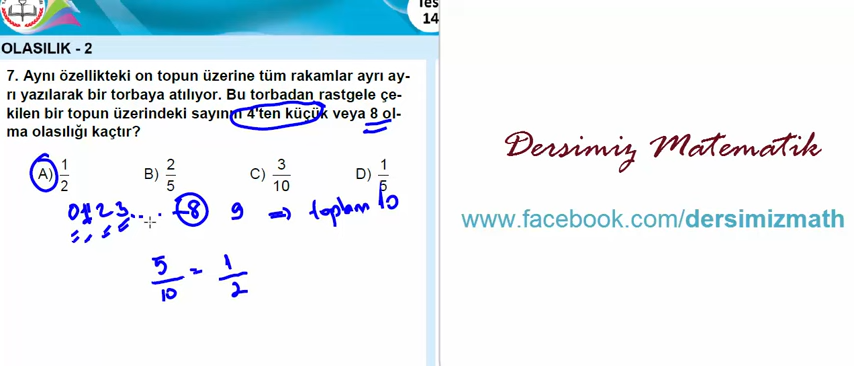 Tes
14
OLASILIK - 2
7. Aynı özellikteki on topun üzerine tüm rakamlar ayrı ay-
rı yazılarak bir torbaya atılıyor. Bu torbadan rastgele çe-
kilen bir topun üzerindeki sayının 4'ten küçük veya 8 ol-
ma olasılığı kaçtır?
A) 1/2 B) 2/5 C) 3/10 D) 1/5
0 1 2 3 . . . . 8 9 => toplam 10
5/10 = 1/2
Dersimiz Matematik
www.facebook.com/dersimizmath